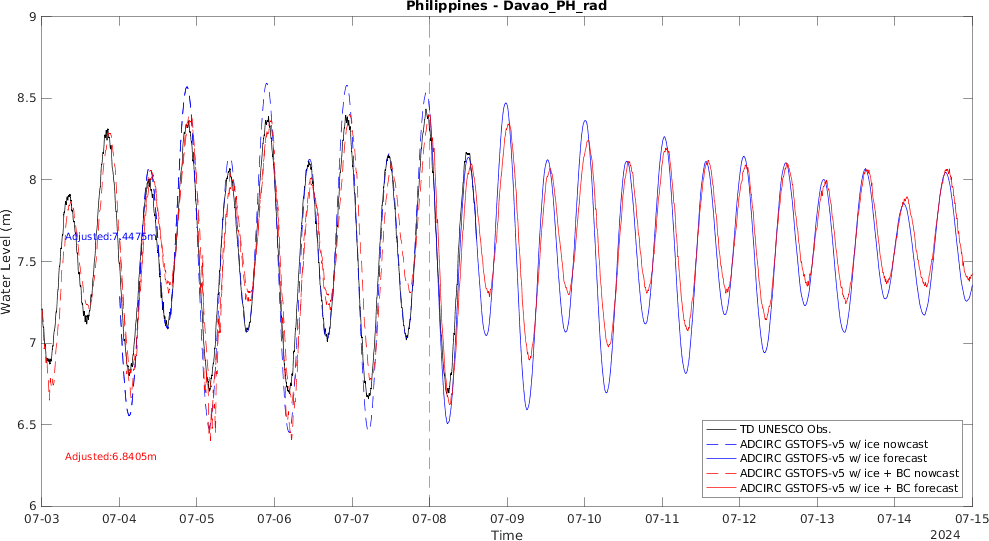 Philippines - Davao_PH_rad
9
8.5
8
7.5
7
6.5
6
Water Level (m)
Adjusted:7.4475m
Adjusted:6.8405m
TD UNESCO Obs.
ADCIRC GSTOFS-v5 w/ ice nowcast
ADCIRC GSTOFS-v5 w/ ice forecast
ADCIRC GSTOFS-v5 w/ ice + BC nowcast
ADCIRC GSTOFS-v5 w/ ice + BC forecast
07-03 07-04 07-05 07-06 07-07 07-08 07-09 07-10 07-11 07-12 07-13 07-14 07-15
Time
2024